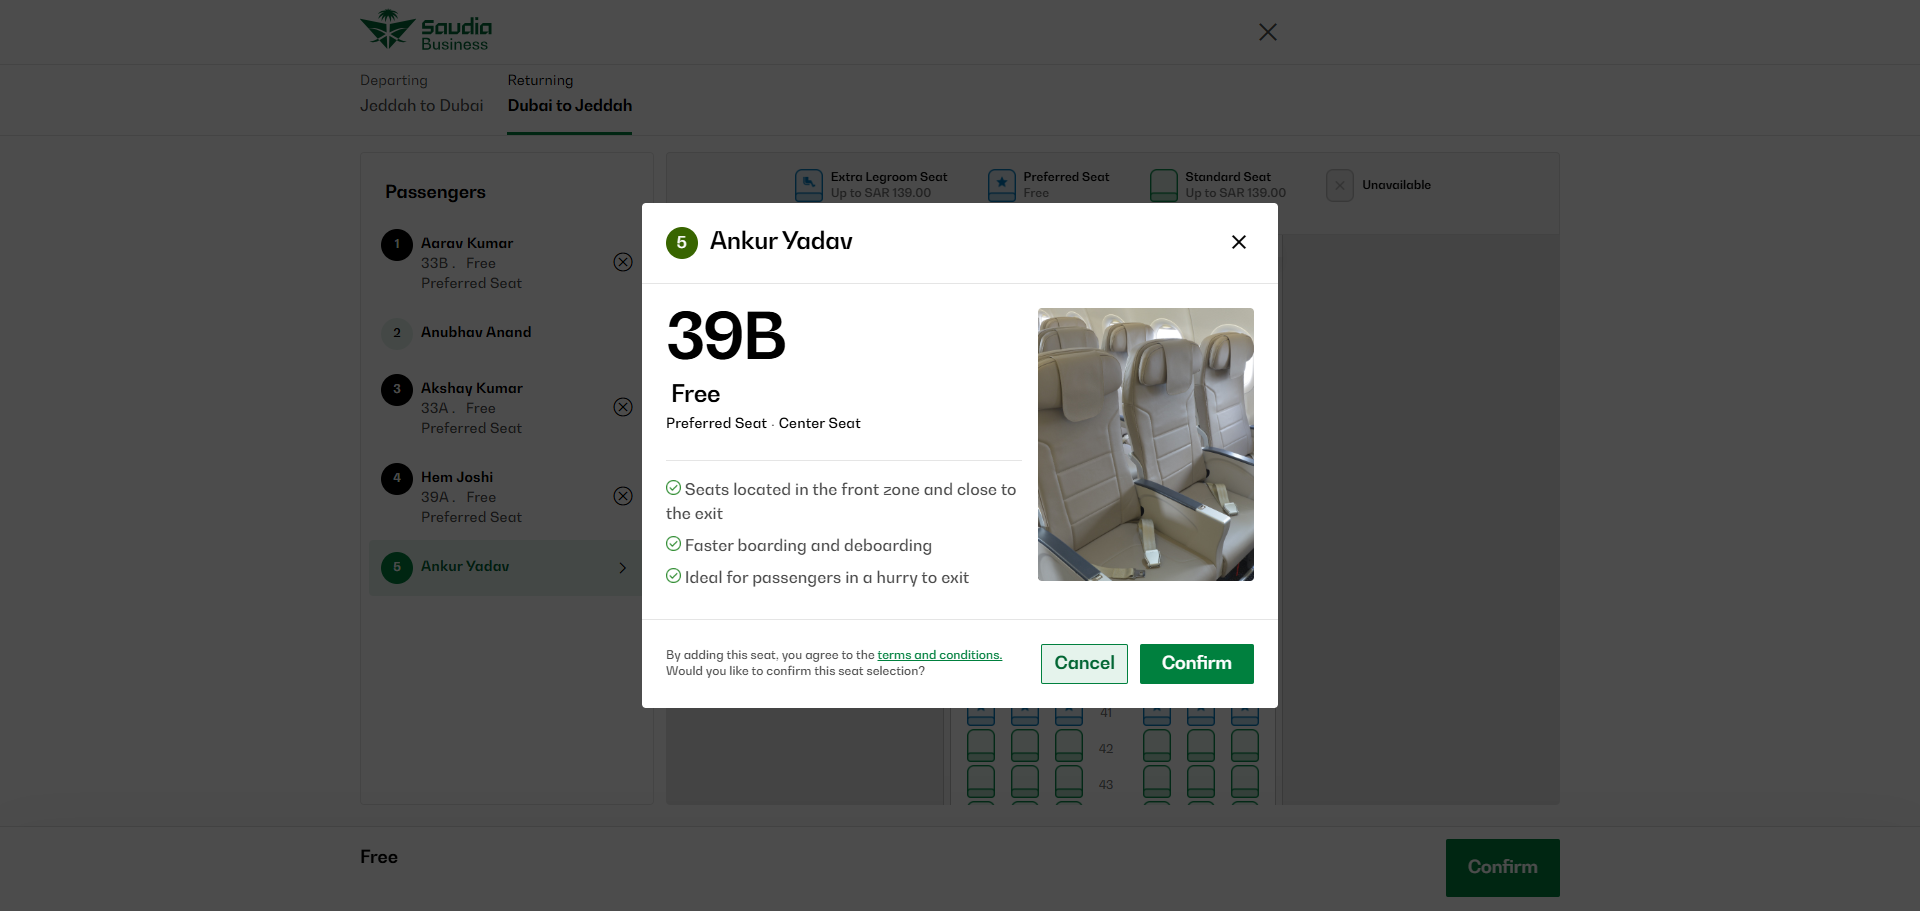 Saudia
Business
Departing
Jeddah to Dubai
Returning
Dubai to Jeddah
Passengers
1
Aarav Kumar
33B . Free
Preferred Seat
2
Anubhav Anand
3
Akshay Kumar
33A . Free
Preferred Seat
4
Hem Joshi
39A . Free
Preferred Seat
5
Ankur Yadav
Extra Legroom Seat
Up to SAR 139.00
Preferred Seat
Free
Standard Seat
Up to SAR 139.00
Unavailable
5 Ankur Yadav
39B
Free
Preferred Seat · Center Seat
Seats located in the front zone and close to
the exit
Faster boarding and deboarding
Ideal for passengers in a hurry to exit
By adding this seat, you agree to the terms and conditions.
Would you like to confirm this seat selection?
Cancel
Confirm
41
42
43
Free
Confirm